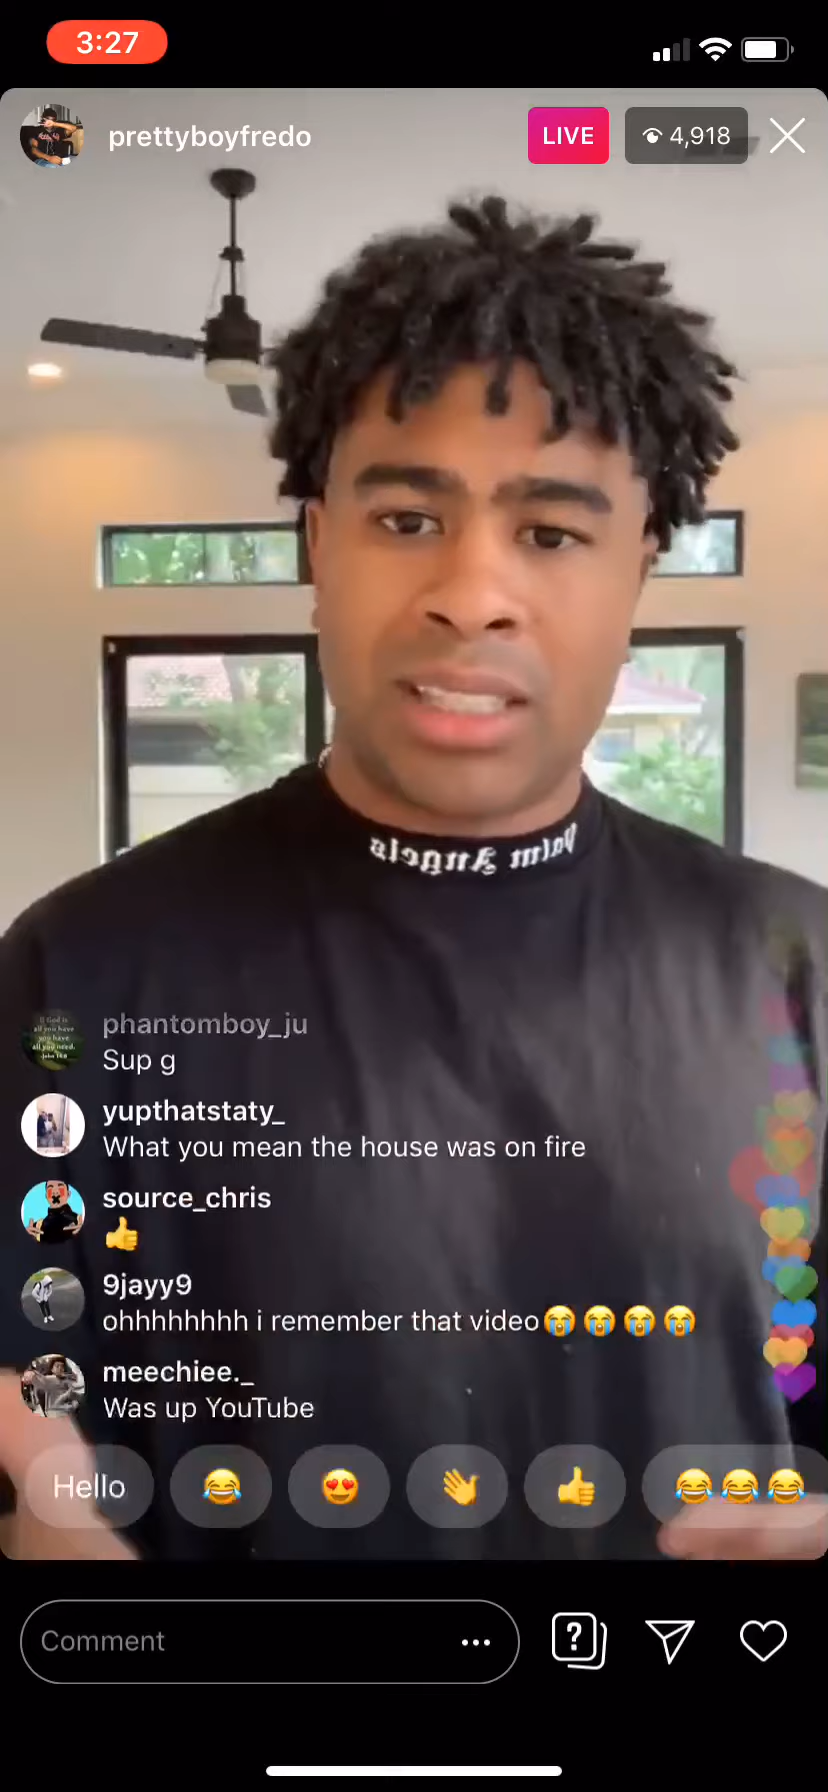 3:27
prettyboyfredo
LIVE
4,918
Palm Angels
phantomboy_ju
Sup g
yupthatstaty_
What you mean the house was on fire
source_chris
👍
9jayy9
ohhhhhhhh i remember that video😭😭😭😭
meechiee._
Was up YouTube
Hello 😂 😍 👋 👍 😂😂😂
Comment